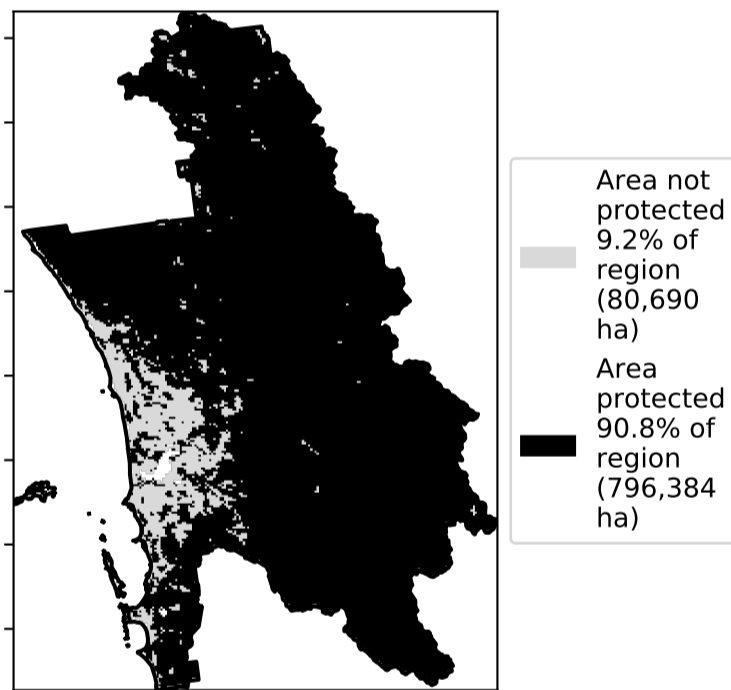 Area not
protected
9.2% of
region
(80,690
ha)
Area
protected
90.8% of
region
(796,384
ha)